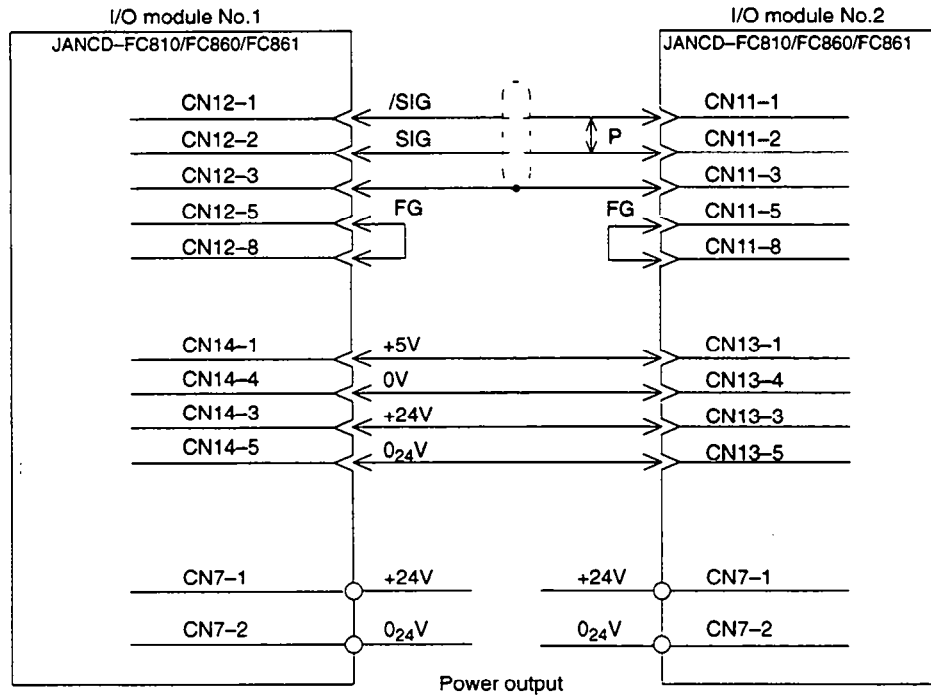 I/O module No.1 I/O module No.2
JANCD–FC810/FC860/FC861 JANCD–FC810/FC860/FC861
CN12–1 /SIG CN11–1
P
CN12–2 SIG CN11–2
CN12–3 CN11–3
FG FG
CN12–5 CN11–5
CN12–8 CN11–8
CN14–1 +5V CN13–1
CN14–4 0V CN13–4
CN14–3 +24V CN13–3
CN14–5 0₂₄V CN13–5
CN7–1 +24V +24V CN7–1
CN7–2 0₂₄V 0₂₄V CN7–2
Power output